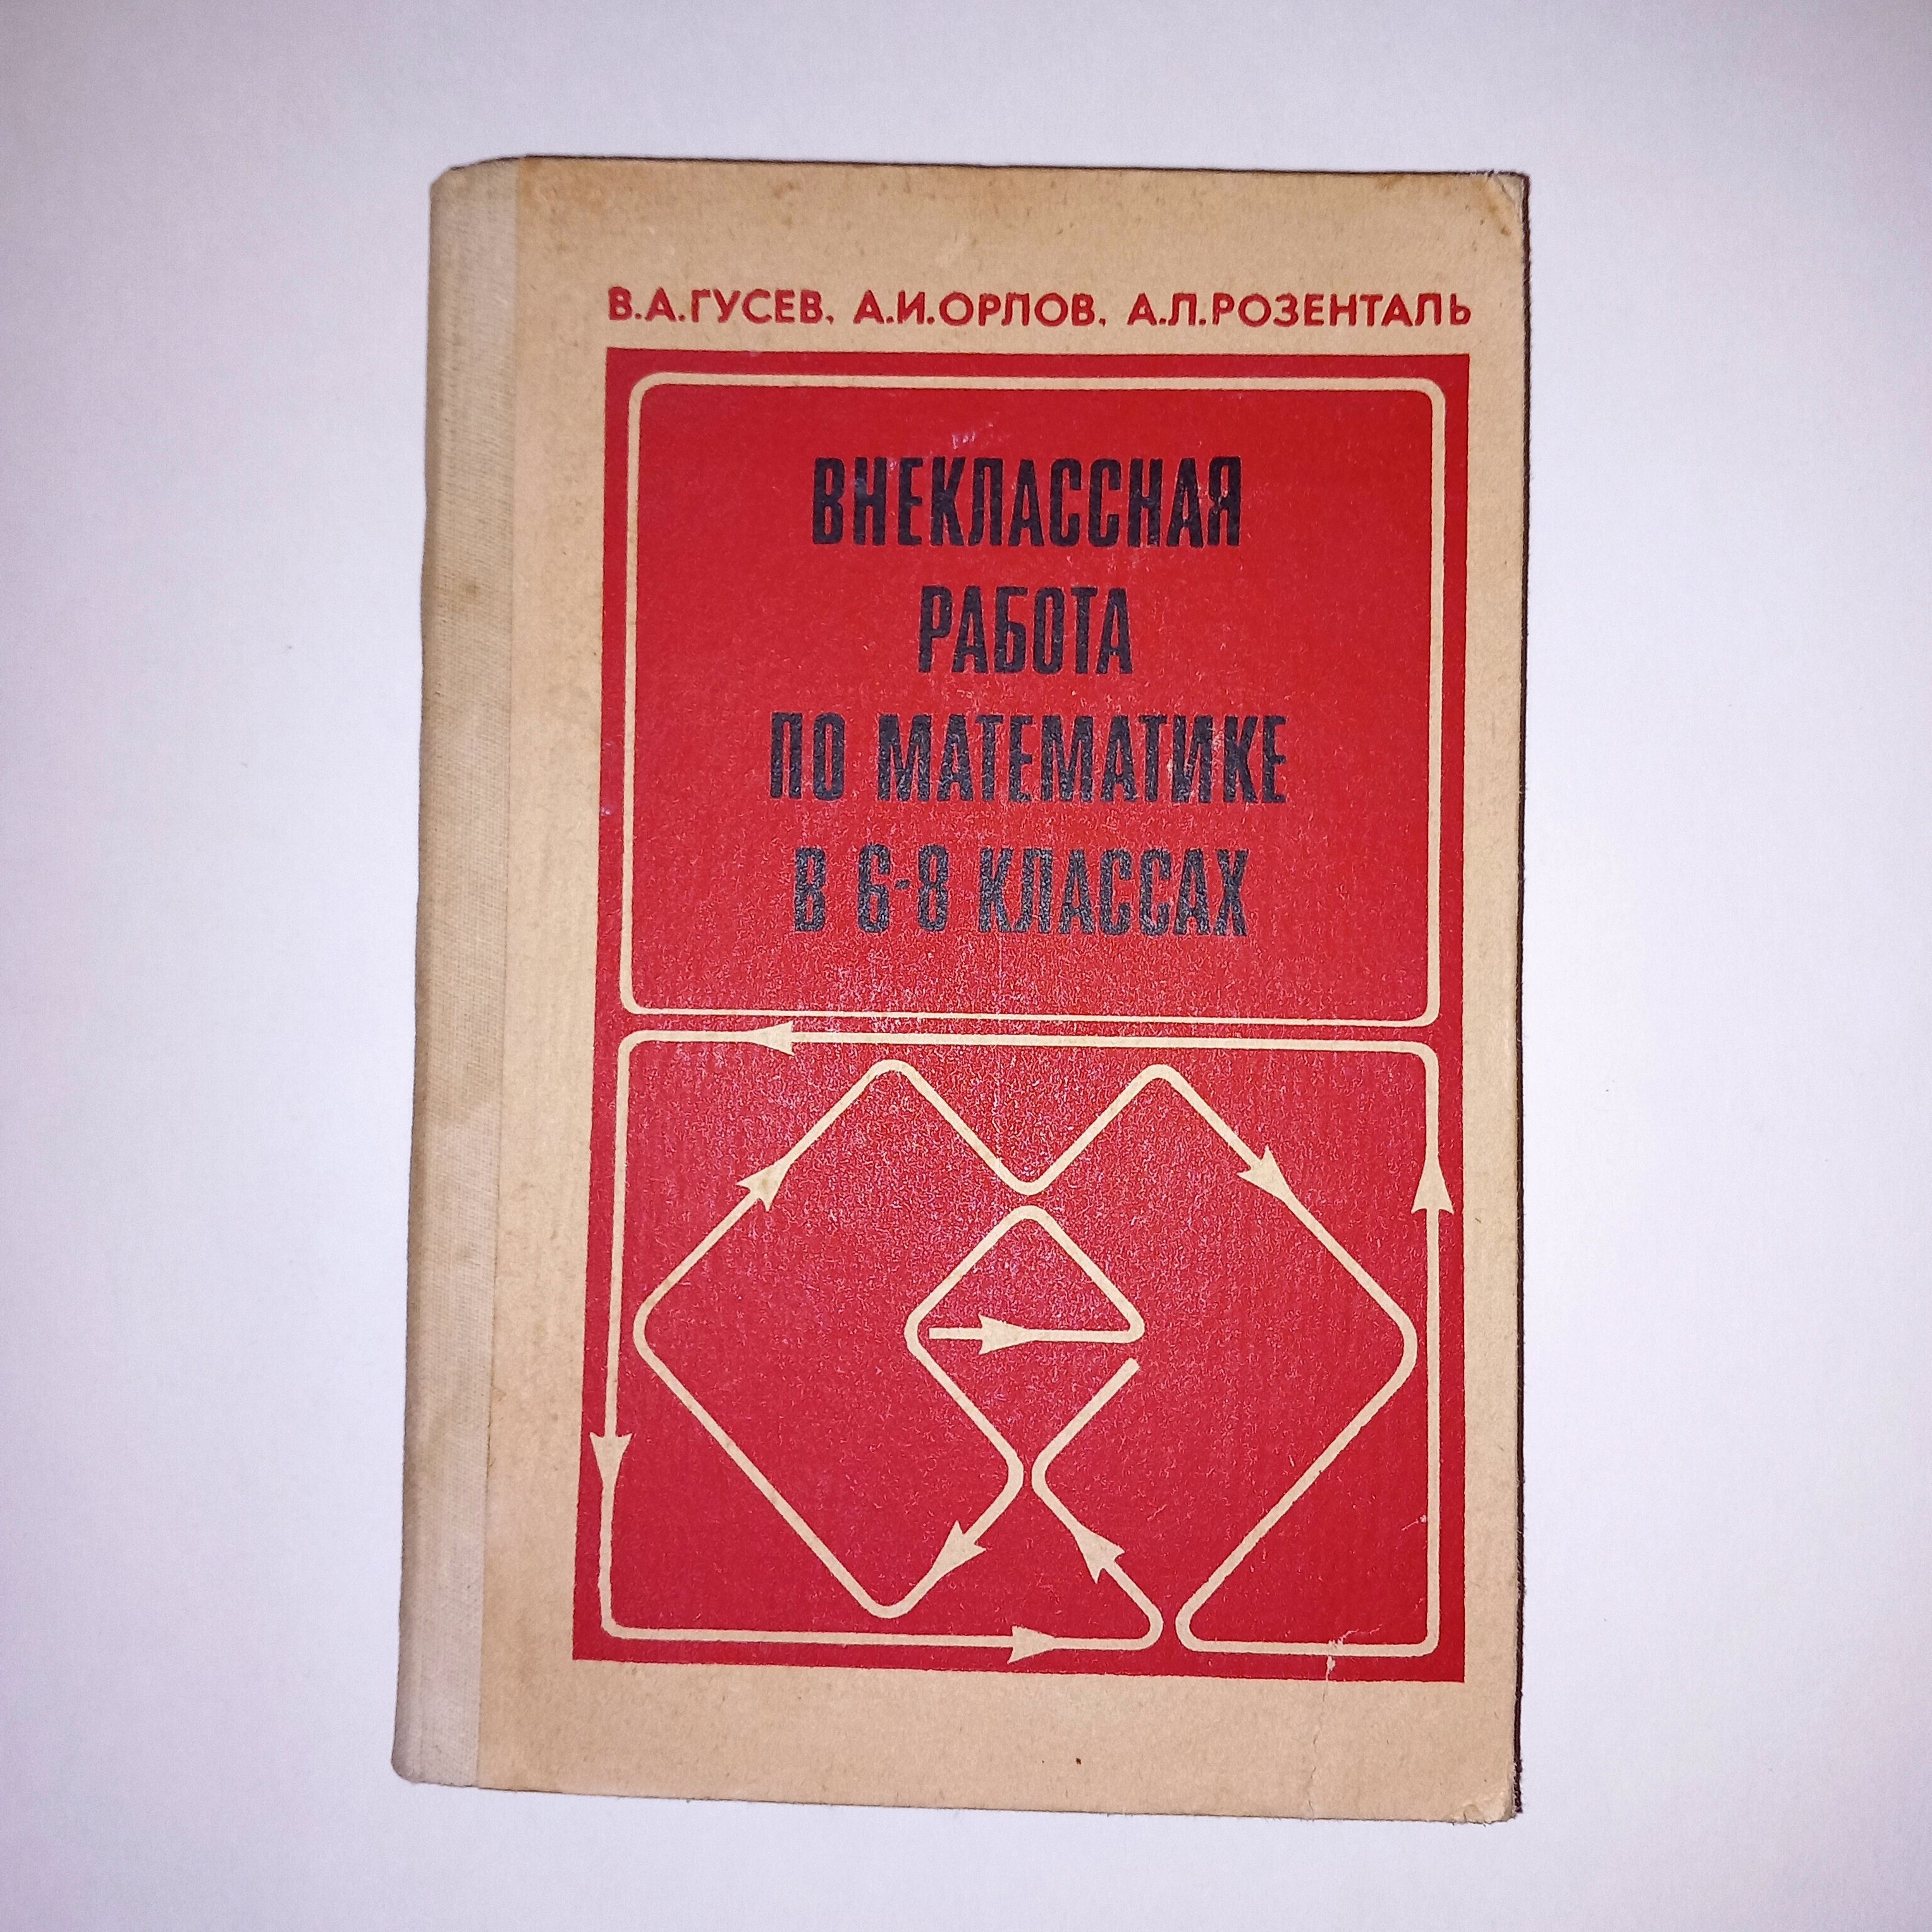 В.А.ГУСЕВ, А.И.ОРЛОВ, А.Л.РОЗЕНТАЛЬ
ВНЕКЛАССНАЯ
РАБОТА
ПО МАТЕМАТИКЕ
В 6-8 КЛАССАХ